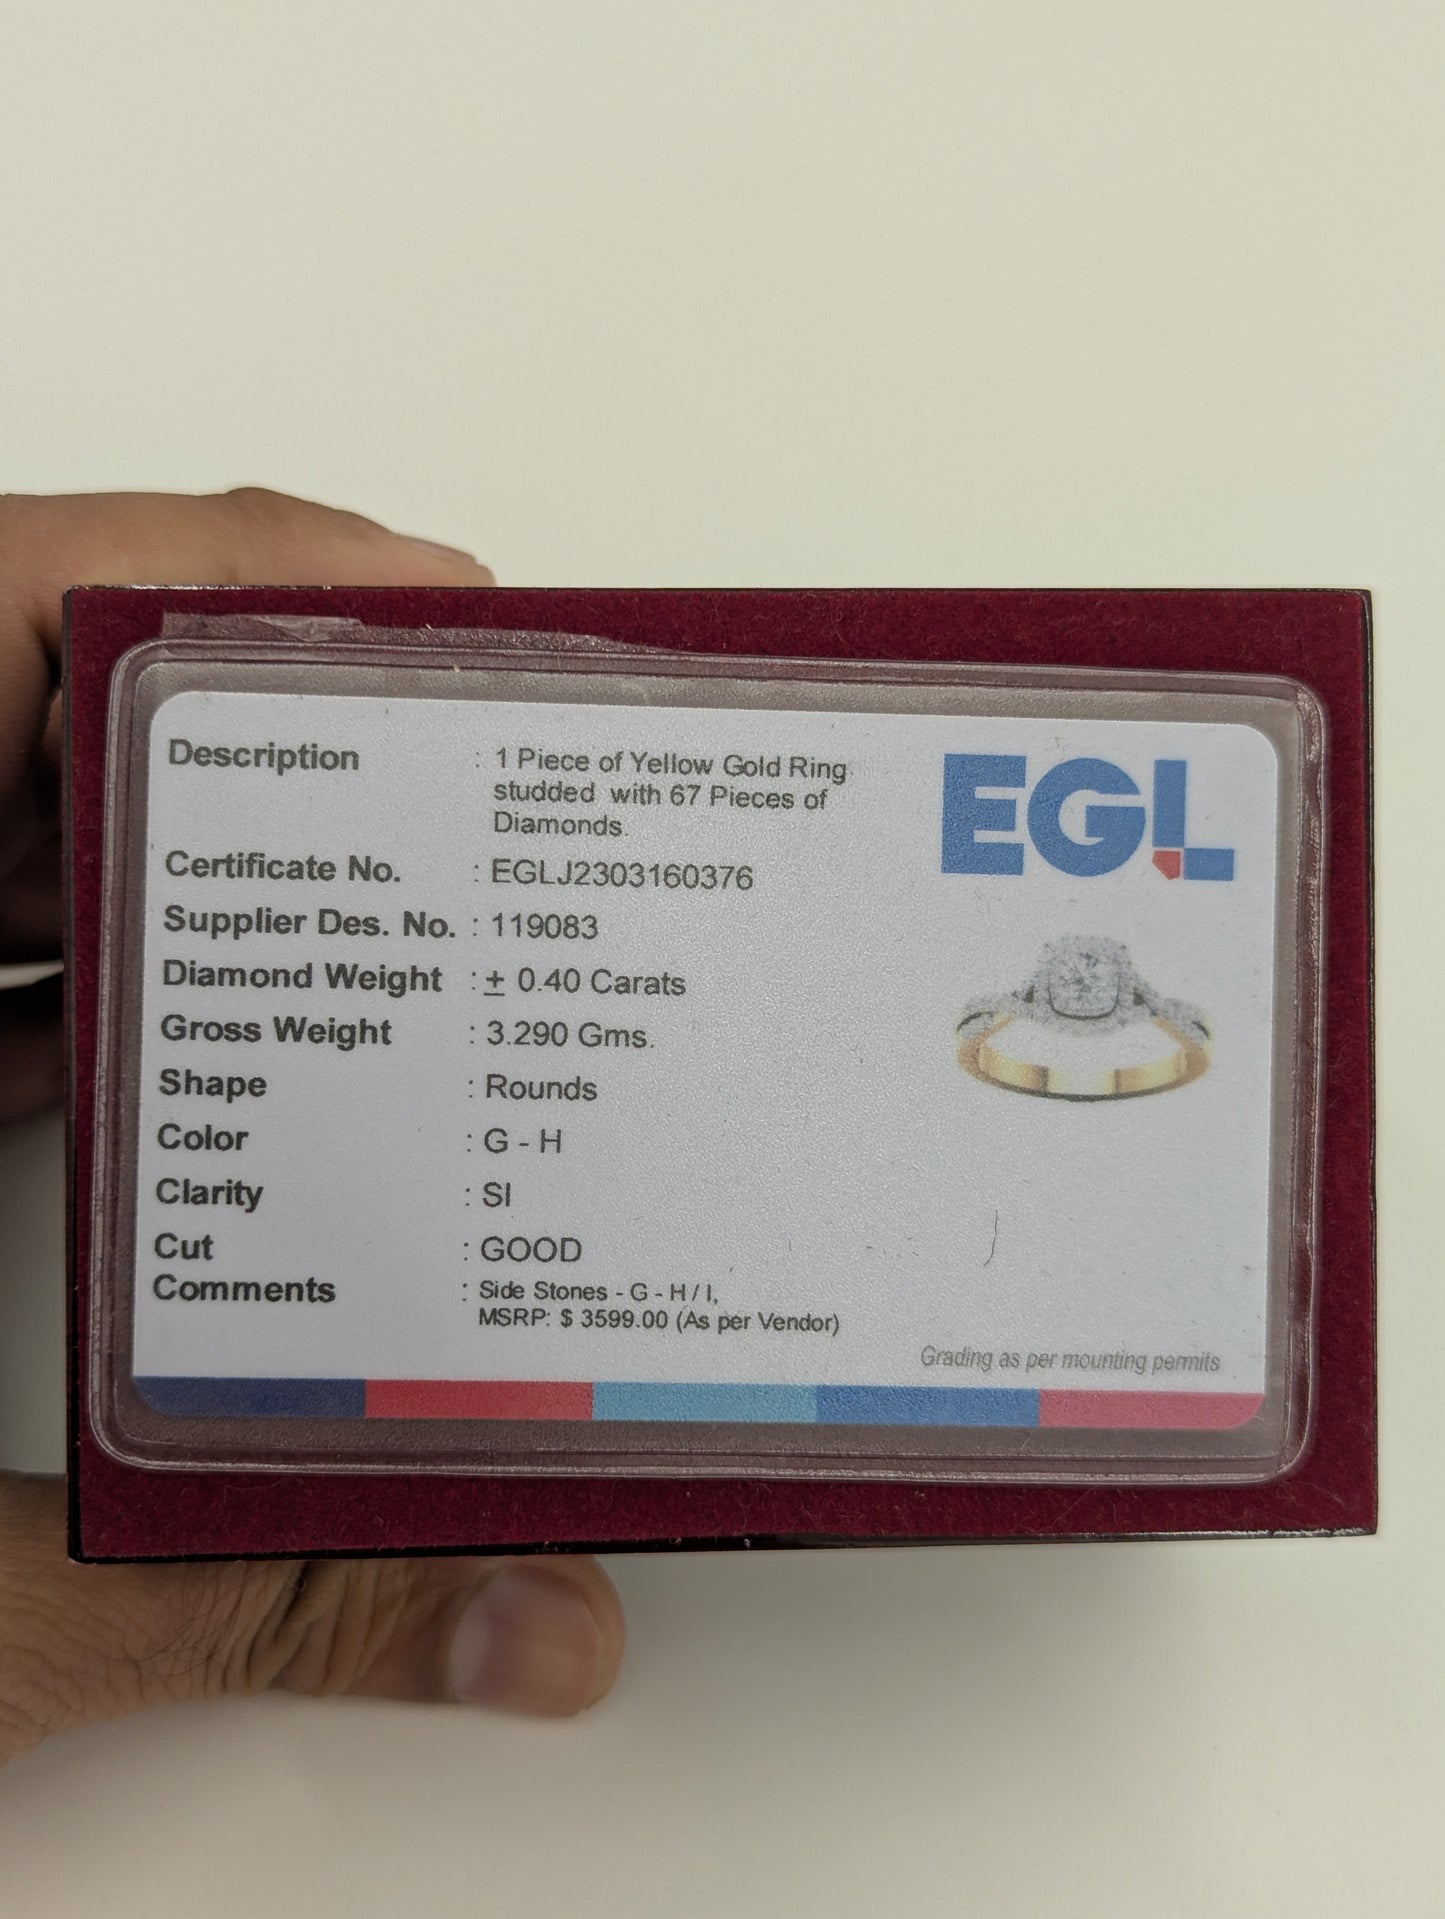 EGL
Description : 1 Piece of Yellow Gold Ring
studded with 67 Pieces of
Diamonds.
Certificate No. : EGLJ2303160376
Supplier Des. No. : 119083
Diamond Weight : ± 0.40 Carats
Gross Weight : 3.290 Gms.
Shape : Rounds
Color : G - H
Clarity : SI
Cut : GOOD
Comments : Side Stones - G - H / I,
MSRP: $ 3599.00 (As per Vendor)
Grading as per mounting permits